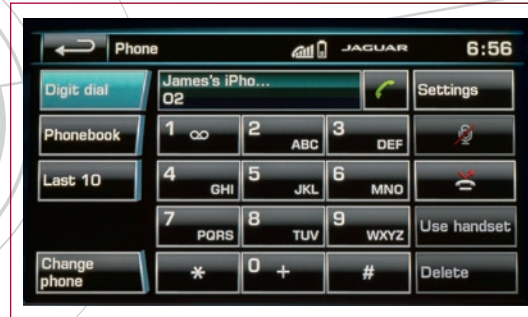 Phone JAGUAR 6:56
Digit dial James's iPho... Settings
O2
Phonebook 1 2 ABC 3 DEF
Last 10 4 GHI 5 JKL 6 MNO
7 PQRS 8 TUV 9 WXYZ Use handset
Change phone * 0 + # Delete